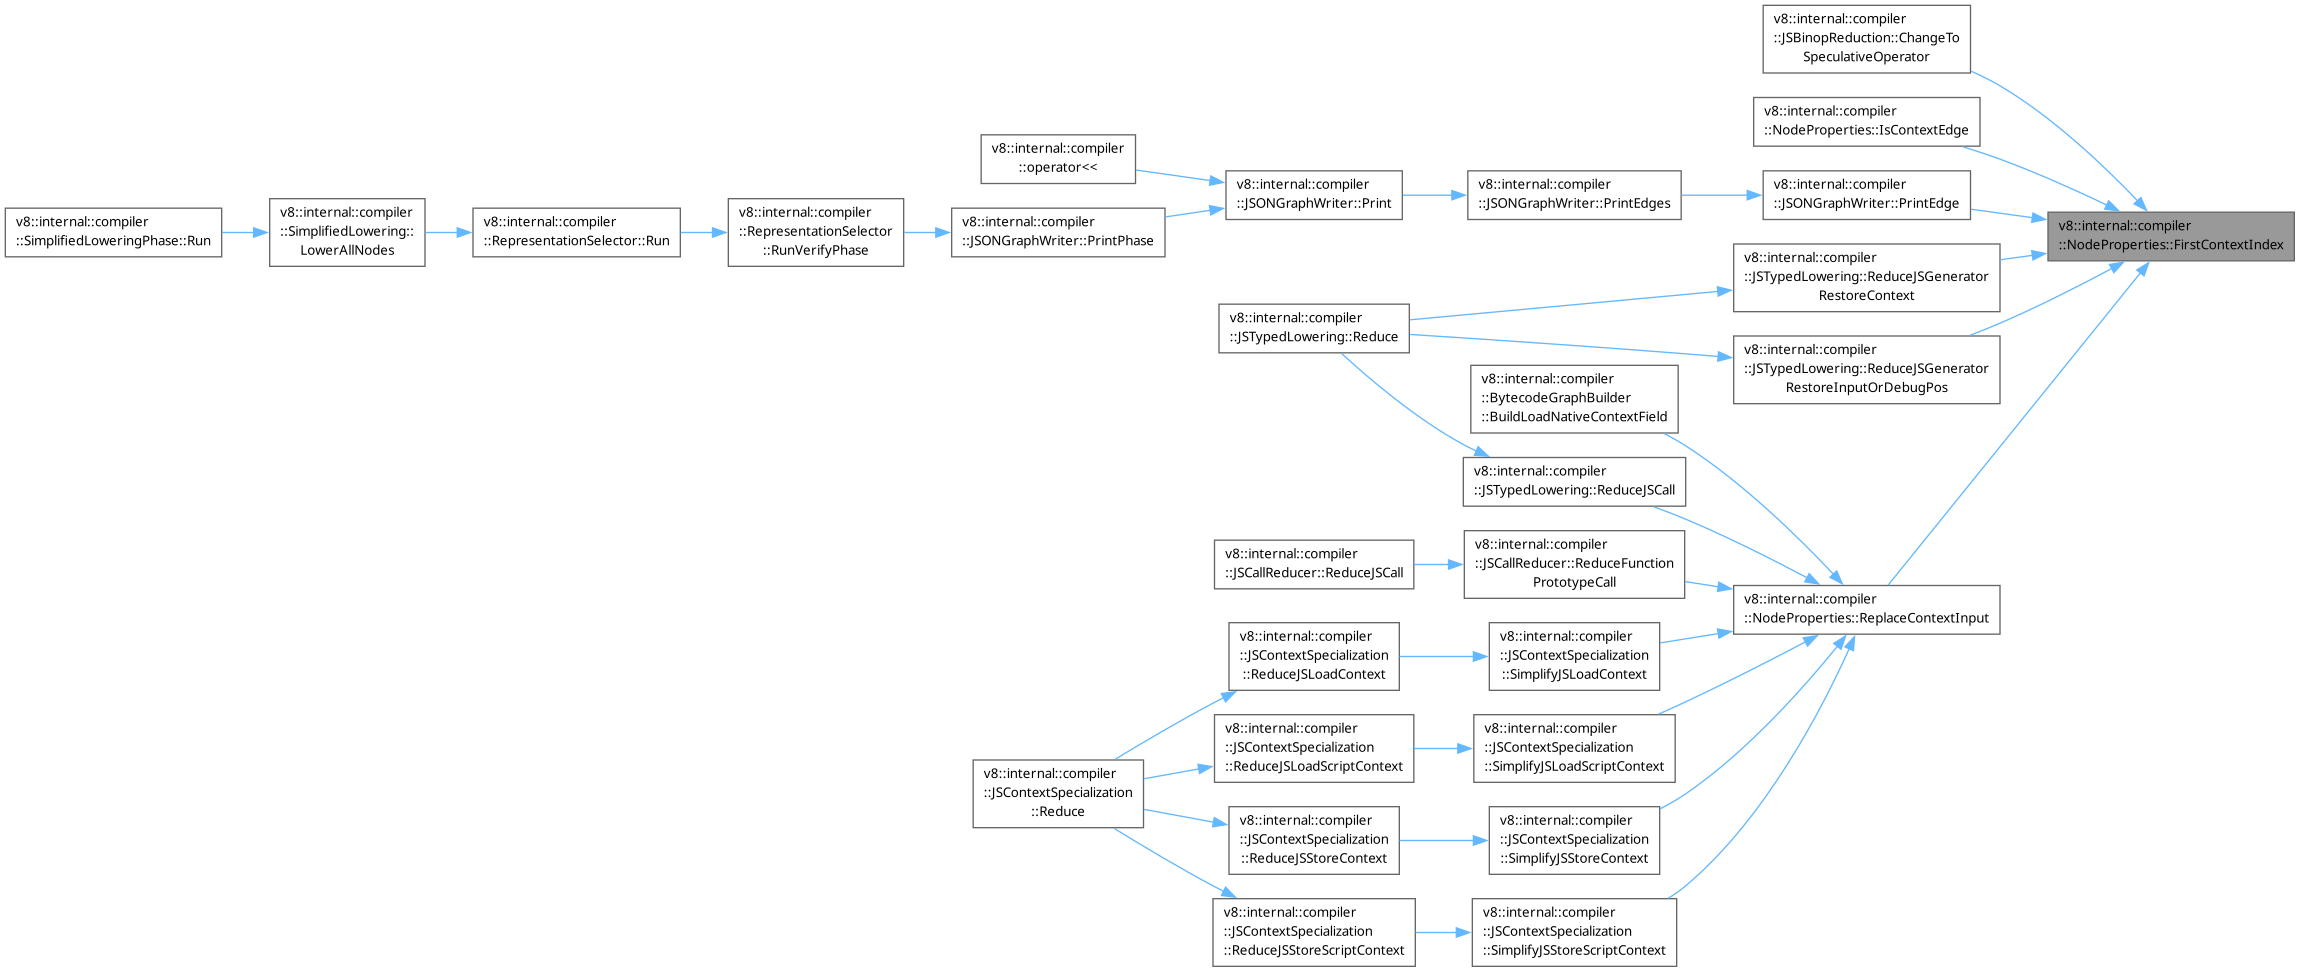 v8::internal::compiler
::JSBinopReduction::ChangeTo
SpeculativeOperator
v8::internal::compiler
::NodeProperties::IsContextEdge
v8::internal::compiler
::operator<<
v8::internal::compiler
::JSONGraphWriter::Print
v8::internal::compiler
::JSONGraphWriter::PrintEdges
v8::internal::compiler
::JSONGraphWriter::PrintEdge
v8::internal::compiler
::SimplifiedLoweringPhase::Run
v8::internal::compiler
::SimplifiedLowering::
LowerAllNodes
v8::internal::compiler
::RepresentationSelector::Run
v8::internal::compiler
::RepresentationSelector
::RunVerifyPhase
v8::internal::compiler
::JSONGraphWriter::PrintPhase
v8::internal::compiler
::NodeProperties::FirstContextIndex
v8::internal::compiler
::JSTypedLowering::ReduceJSGenerator
RestoreContext
v8::internal::compiler
::JSTypedLowering::Reduce
v8::internal::compiler
::JSTypedLowering::ReduceJSGenerator
RestoreInputOrDebugPos
v8::internal::compiler
::BytecodeGraphBuilder
::BuildLoadNativeContextField
v8::internal::compiler
::JSTypedLowering::ReduceJSCall
v8::internal::compiler
::JSCallReducer::ReduceJSCall
v8::internal::compiler
::JSCallReducer::ReduceFunction
PrototypeCall
v8::internal::compiler
::NodeProperties::ReplaceContextInput
v8::internal::compiler
::JSContextSpecialization
::ReduceJSLoadContext
v8::internal::compiler
::JSContextSpecialization
::SimplifyJSLoadContext
v8::internal::compiler
::JSContextSpecialization
::ReduceJSLoadScriptContext
v8::internal::compiler
::JSContextSpecialization
::SimplifyJSLoadScriptContext
v8::internal::compiler
::JSContextSpecialization
::Reduce
v8::internal::compiler
::JSContextSpecialization
::ReduceJSStoreContext
v8::internal::compiler
::JSContextSpecialization
::SimplifyJSStoreContext
v8::internal::compiler
::JSContextSpecialization
::ReduceJSStoreScriptContext
v8::internal::compiler
::JSContextSpecialization
::SimplifyJSStoreScriptContext